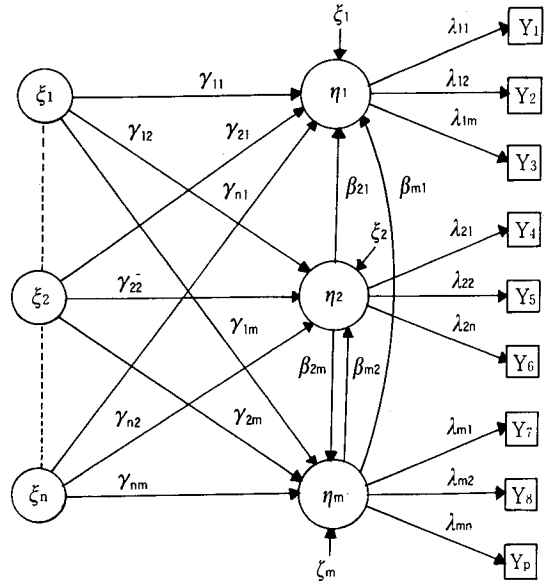 ξ1
λ11
Y1
ξ1
γ11
η1
λ12
Y2
γ12
γ21
λ1m
Y3
γn1
β21
βm1
λ21
Y4
ξ2
ξ2
γ22
η2
λ22
Y5
γ1m
λ2n
Y6
β2m
βm2
γn2
γ2m
λm1
Y7
ξn
γnm
ηm
λm2
Y8
λmn
Yp
ζm